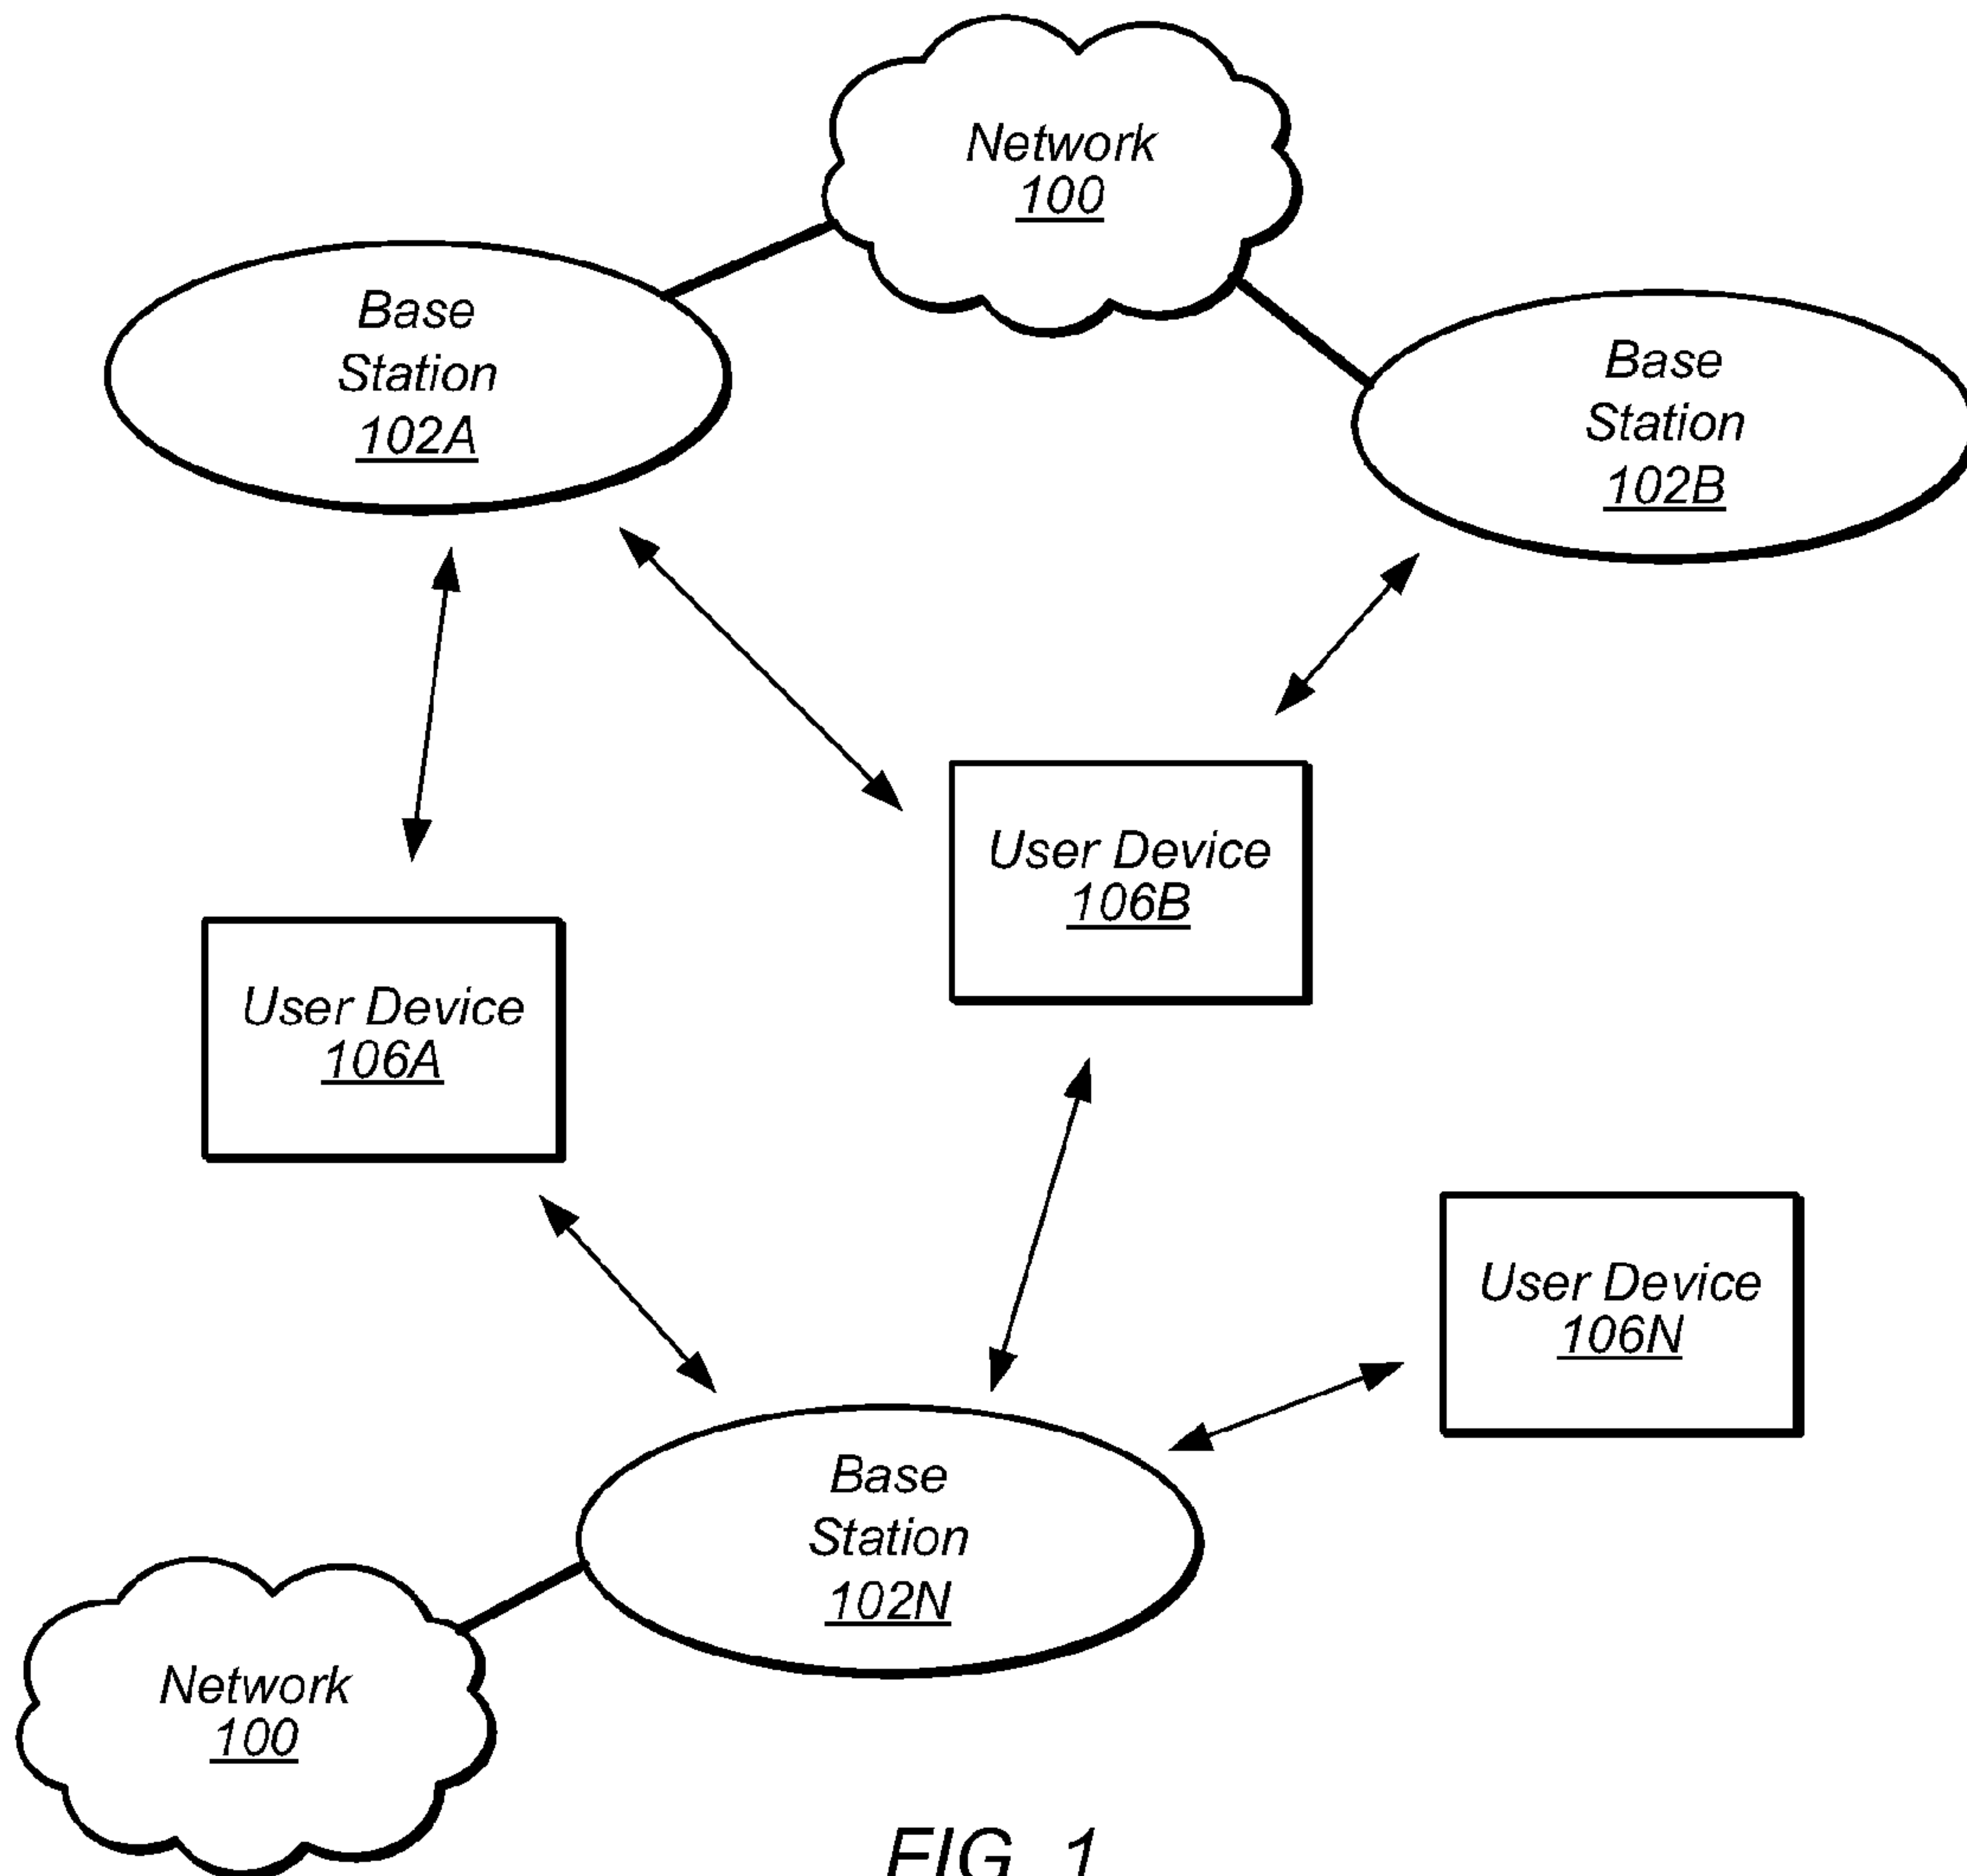 Network
100
Base
Station
102A
Base
Station
102B
User Device
106B
User Device
106A
User Device
106N
Base
Station
102N
Network
100
FIG. 1